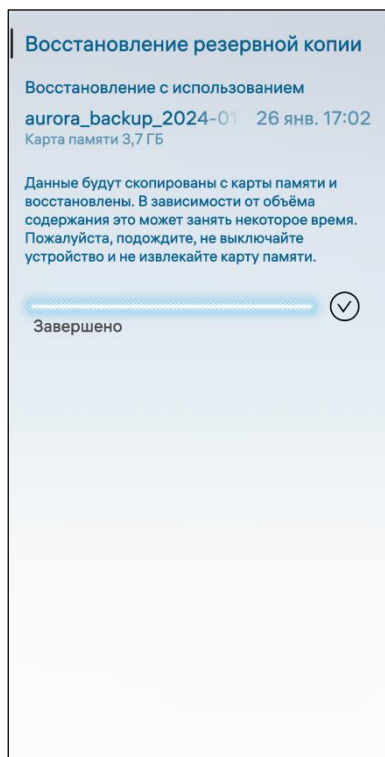 Восстановление резервной копии
Восстановление с использованием
aurora_backup_2024-01 26 янв. 17:02
Карта памяти 3,7 ГБ
Данные будут скопированы с карты памяти и
восстановлены. В зависимости от объёма
содержания это может занять некоторое время.
Пожалуйста, подождите, не выключайте
устройство и не извлекайте карту памяти.
Завершено